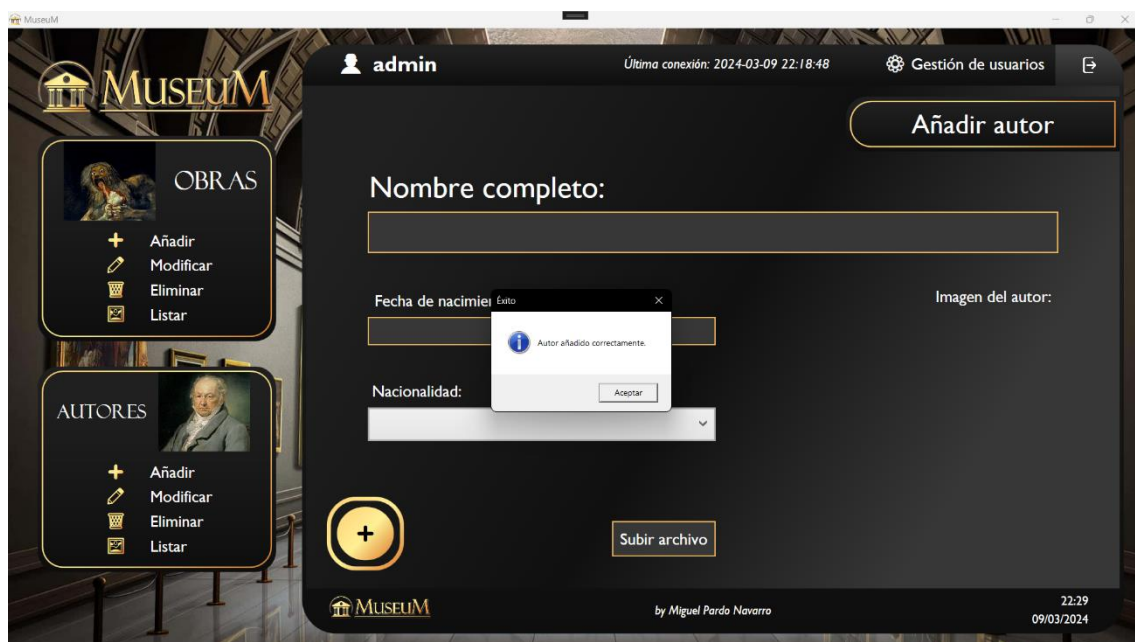 MuseuM
MUSEUM
admin
Última conexión: 2024-03-09 22:18:48
Gestión de usuarios
Añadir autor
OBRAS
Añadir
Modificar
Eliminar
Listar
AUTORES
Añadir
Modificar
Eliminar
Listar
Nombre completo:
Fecha de nacimie
Imagen del autor:
Éxito
Autor añadido correctamente.
Aceptar
Nacionalidad:
+
Subir archivo
MUSEUM
by Miguel Pardo Navarro
22:29
09/03/2024